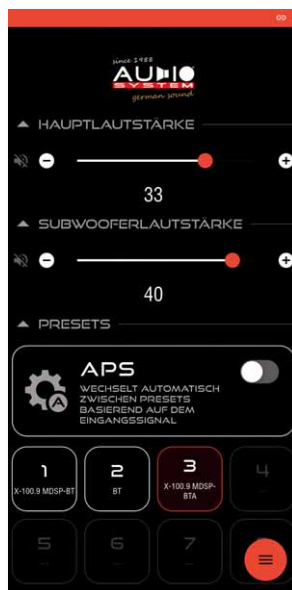 since 1988
AUDIO
SYSTEM
german sound
HAUPTLAUTSTÄRKE
33
SUBWOOFERLAUTSTÄRKE
40
PRESETS
APS
WECHSELT AUTOMATISCH
ZWISCHEN PRESETS
BASIEREND AUF DEM
EINGANGSSIGNAL
A
1
X-100.9 MDSP-BT
2
BT
3
X-100.9 MDSP-
BTA
4
5
6
7